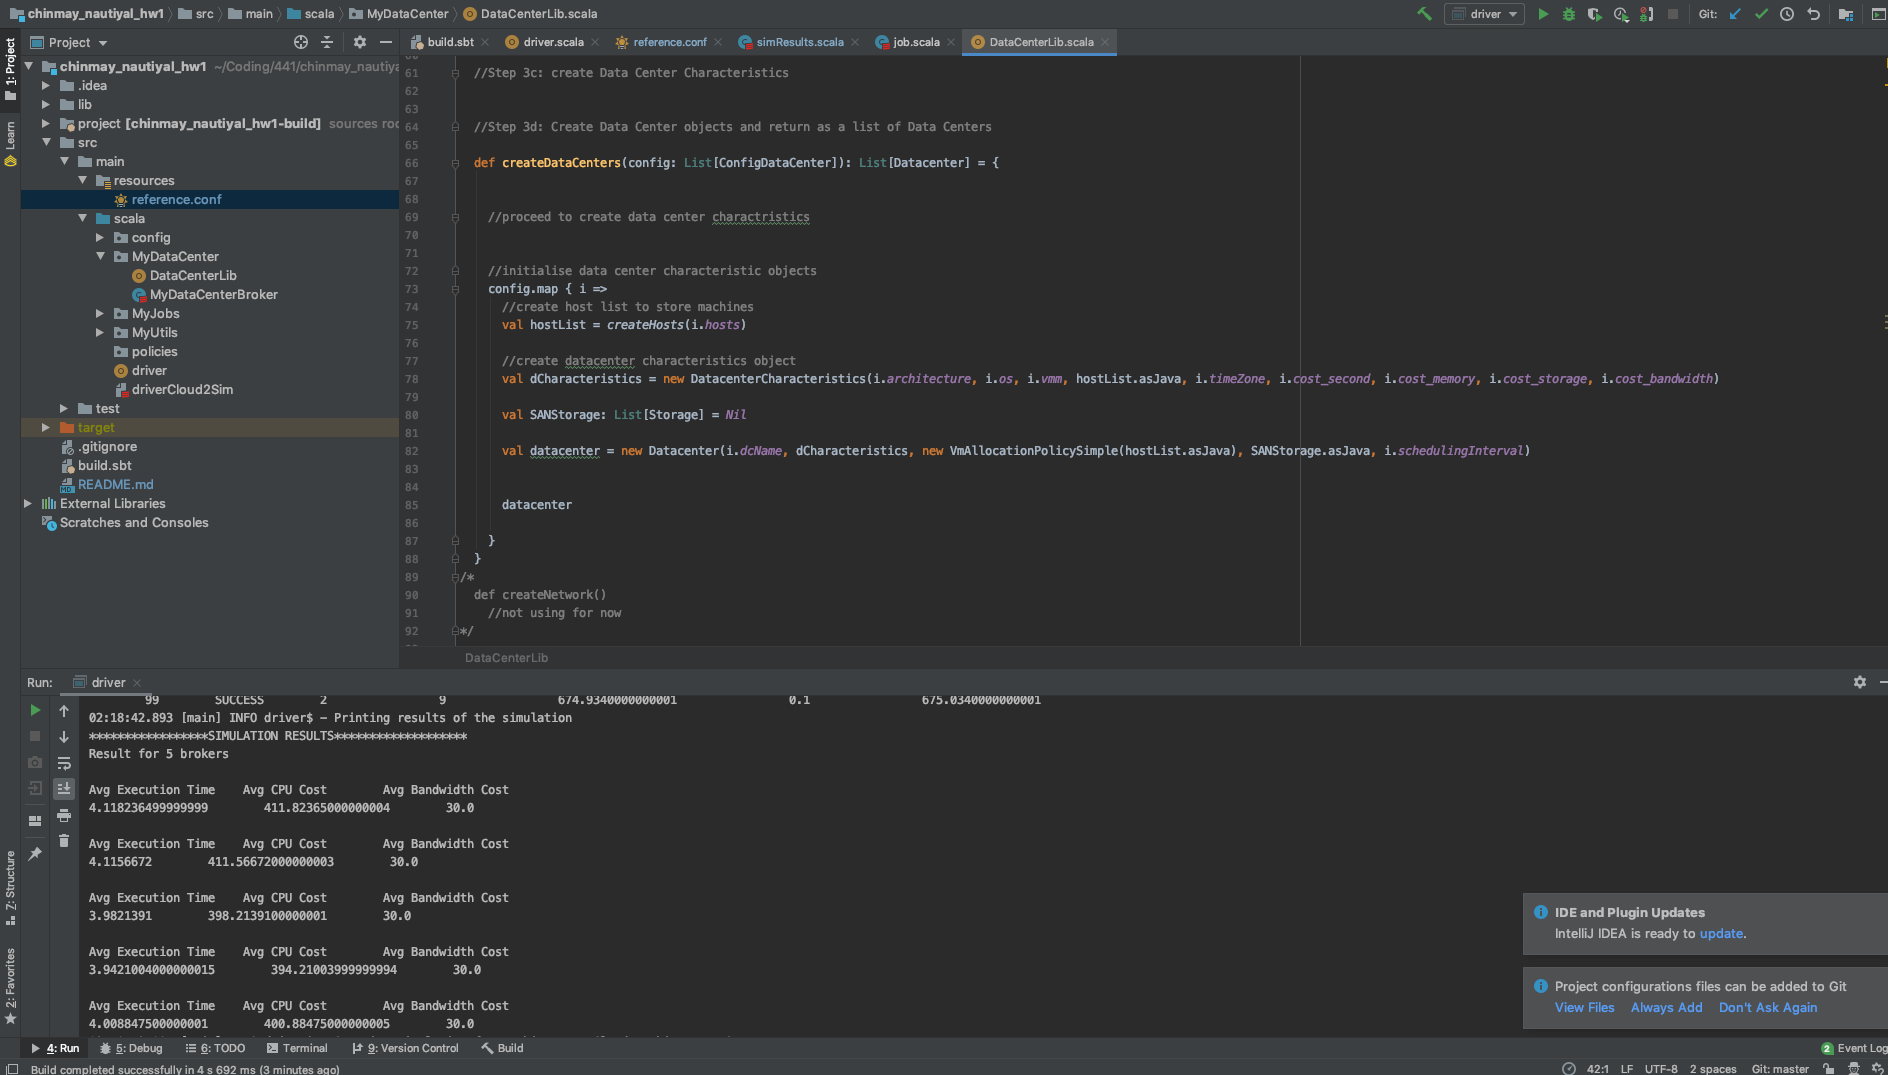 chinmay_nautiyal_hw1 src main scala MyDataCenter DataCenterLib.scala
driver Git:
Project
build.sbt driver.scala reference.conf simResults.scala job.scala DataCenterLib.scala
1: Project
Learn
Z: Structure
2: Favorites
chinmay_nautiyal_hw1 ~/Coding/441/chinmay_nautiya
.idea
lib
project [chinmay_nautiyal_hw1-build] sources roo
src
main
resources
reference.conf
scala
config
MyDataCenter
DataCenterLib
MyDataCenterBroker
MyJobs
MyUtils
policies
driver
driverCloud2Sim
test
target
.gitignore
build.sbt
README.md
External Libraries
Scratches and Consoles
61 //Step 3c: create Data Center Characteristics
62
63
64 //Step 3d: Create Data Center objects and return as a list of Data Centers
65
66 def createDataCenters(config: List[ConfigDataCenter]): List[Datacenter] = {
67
68
69 //proceed to create data center charactristics
70
71
72 //initialise data center characteristic objects
73 config.map { i =>
74 //create host list to store machines
75 val hostList = createHosts(i.hosts)
76
77 //create datacenter characteristics object
78 val dCharacteristics = new DatacenterCharacteristics(i.architecture, i.os, i.vmm, hostList.asJava, i.timeZone, i.cost_second, i.cost_memory, i.cost_storage, i.cost_bandwidth)
79
80 val SANStorage: List[Storage] = Nil
81
82 val datacenter = new Datacenter(i.dcName, dCharacteristics, new VmAllocationPolicySimple(hostList.asJava), SANStorage.asJava, i.schedulingInterval)
83
84
85 datacenter
86
87 }
88 }
89 /*
90 def createNetwork()
91 //not using for now
92 */
DataCenterLib
Run: driver
99 SUCCESS 2 9 674.9340000000001 0.1 675.0340000000001
02:18:42.893 [main] INFO driver$ - Printing results of the simulation
*****************SIMULATION RESULTS*******************
Result for 5 brokers
Avg Execution Time Avg CPU Cost Avg Bandwidth Cost
4.118236499999999 411.82365000000004 30.0
Avg Execution Time Avg CPU Cost Avg Bandwidth Cost
4.1156672 411.56672000000003 30.0
Avg Execution Time Avg CPU Cost Avg Bandwidth Cost
3.9821391 398.2139100000001 30.0
Avg Execution Time Avg CPU Cost Avg Bandwidth Cost
3.9421004000000015 394.21003999999994 30.0
Avg Execution Time Avg CPU Cost Avg Bandwidth Cost
4.008847500000001 400.88475000000005 30.0
IDE and Plugin Updates
IntelliJ IDEA is ready to update.
Project configurations files can be added to Git
View Files Always Add Don't Ask Again
4: Run 5: Debug 6: TODO Terminal 9: Version Control Build 2 Event Log
Build completed successfully in 4 s 692 ms (3 minutes ago) 42:1 LF UTF-8 2 spaces Git: master